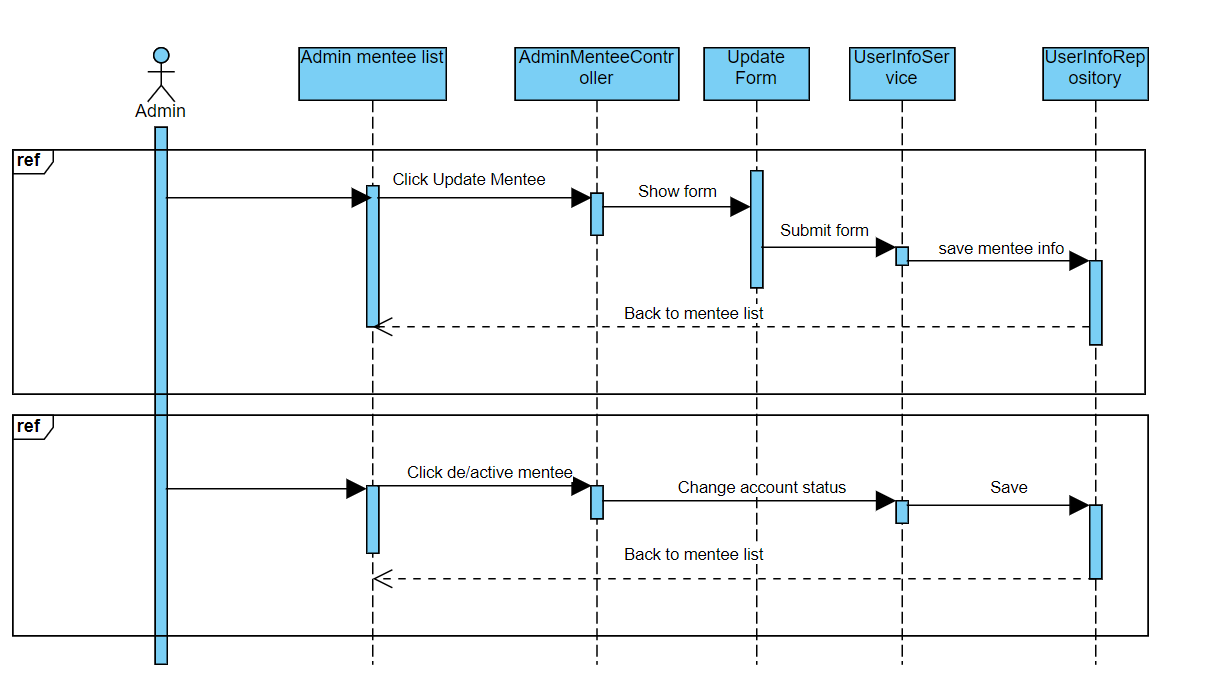 Admin mentee list
AdminMenteeContr
oller
Update
Form
UserInfoSer
vice
UserInfoRep
ository
Admin
ref
Click Update Mentee
Show form
Submit form
save mentee info
Back to mentee list
ref
Click de/active mentee
Change account status
Save
Back to mentee list